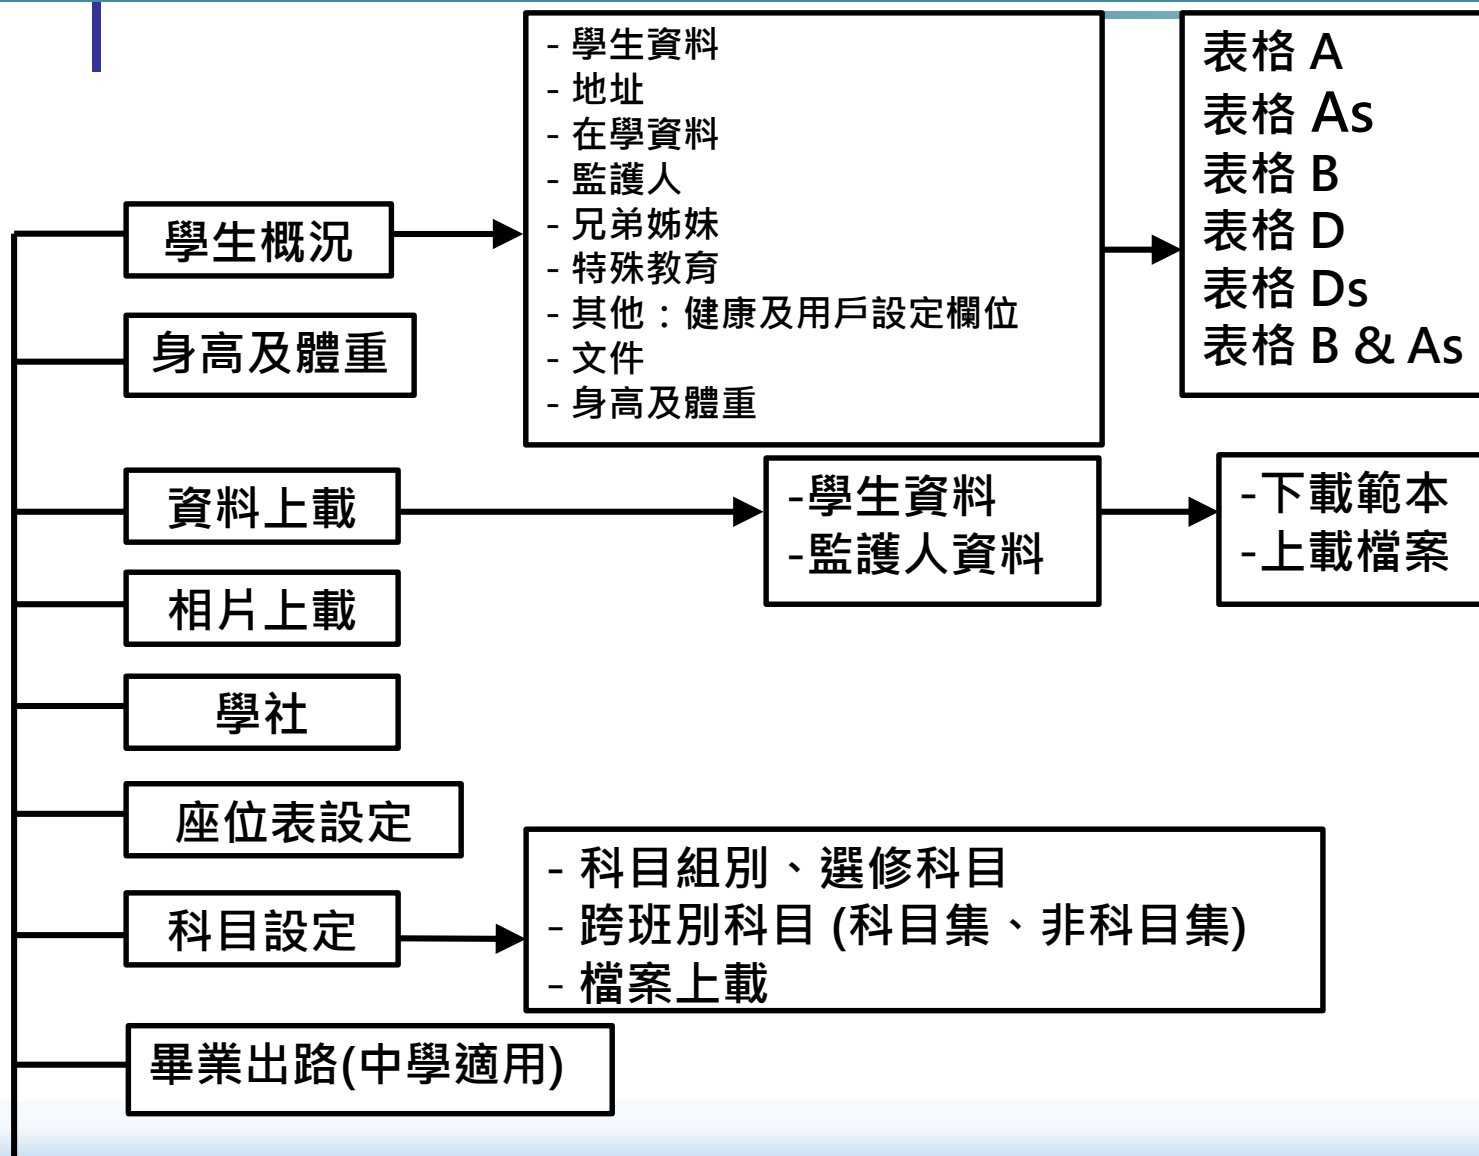 - 學生資料
- 地址
- 在學資料
- 監護人
- 兄弟姊妹
- 特殊教育
- 其他：健康及用戶設定欄位
- 文件
- 身高及體重
表格 A
表格 As
表格 B
表格 D
表格 Ds
表格 B & As
學生概況
身高及體重
資料上載
-學生資料
-監護人資料
-下載範本
-上載檔案
相片上載
學社
座位表設定
科目設定
- 科目組別、選修科目
- 跨班別科目 (科目集、非科目集)
- 檔案上載
畢業出路(中學適用)